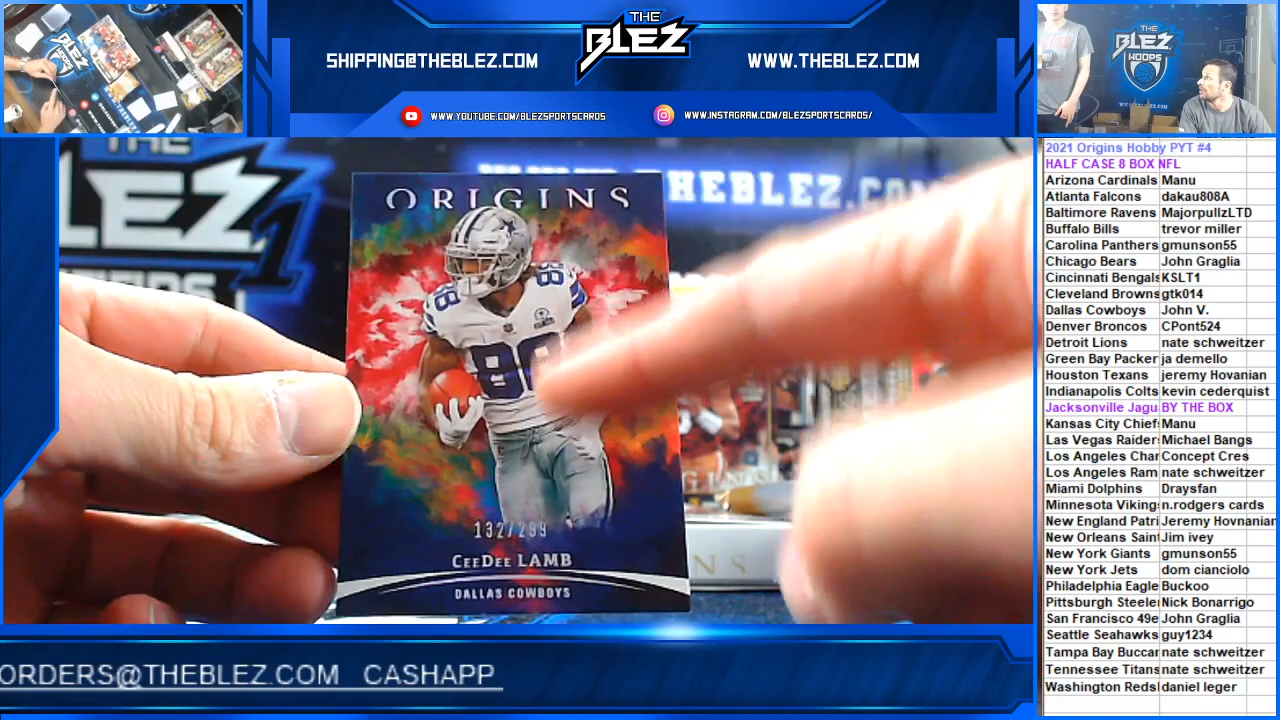 THE
BLEZ
SHIPPING@THEBLEZ.COM
WWW.THEBLEZ.COM
WWW.YOUTUBE.COM/BLEZSPORTSCARDS
WWW.INSTAGRAM.COM/BLEZSPORTSCARDS/
THE
BLEZ
HOOPS
ORIGINS
88
132/299
CEEDEE LAMB
DALLAS COWBOYS
THE
LEZ
HEBLEZ.COM
ORDERS@THEBLEZ.COM CASHAPP
2021 Origins Hobby PYT #4
HALF CASE 8 BOX NFL
Arizona Cardinals Manu
Atlanta Falcons dakau808A
Baltimore Ravens MajorpullzLTD
Buffalo Bills trevor miller
Carolina Panthers gmunson55
Chicago Bears John Graglia
Cincinnati Bengals KSLT1
Cleveland Browns gtk014
Dallas Cowboys John V.
Denver Broncos CPont524
Detroit Lions nate schweitzer
Green Bay Packer ja demello
Houston Texans jeremy Hovanian
Indianapolis Colts kevin cederquist
Jacksonville Jagu BY THE BOX
Kansas City Chief Manu
Las Vegas Raider Michael Bangs
Los Angeles Char Concept Cres
Los Angeles Ram nate schweitzer
Miami Dolphins Draysfan
Minnesota Viking n.rodgers cards
New England Patri Jeremy Hovnanian
New Orleans Saint Jim ivey
New York Giants gmunson55
New York Jets dom cianciolo
Philadelphia Eagle Buckoo
Pittsburgh Steele Nick Bonarrigo
San Francisco 49e John Graglia
Seattle Seahawks guy1234
Tampa Bay Buccar nate schweitzer
Tennessee Titans nate schweitzer
Washington Reds daniel leger